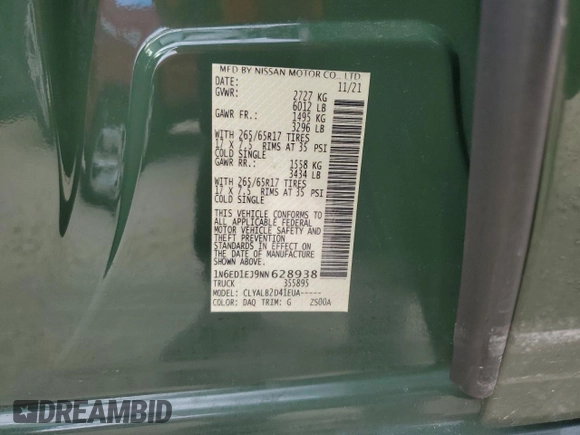 MFD BY NISSAN MOTOR CO., LTD
DATE: 11/21
GVWR: 2727 KG
6012 LB
GAWR FR.: 1495 KG
3296 LB
WITH 265/65R17 TIRES
17 X 7.5 RIMS AT 35 PSI
COLD SINGLE
GAWR RR.: 1558 KG
3434 LB
WITH 265/65R17 TIRES
17 X 7.5 RIMS AT 35 PSI
COLD SINGLE
THIS VEHICLE CONFORMS TO
ALL APPLICABLE FEDERAL
MOTOR VEHICLE SAFETY AND
AND THEFT PREVENTION
STANDARDS IN EFFECT ON
THE DATE OF MANUFACTURE
SHOWN ABOVE.
1N6ED1EJ9NN628938
TRUCK 355895
MODEL: CLYALB2D41EUA-----
COLOR: DAQ TRIM: G ZS00A
DREAMBID